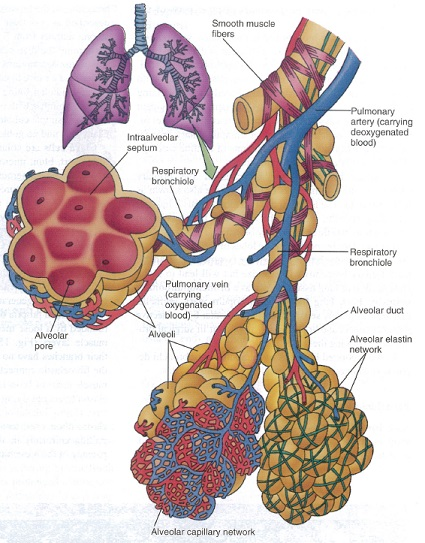 Smooth muscle
fibers
Pulmonary
artery (carrying
deoxygenated
blood)
Intraalveolar
septum
Respiratory
bronchiole
Respiratory
bronchiole
Pulmonary vein
(carrying
oxygenated
blood)
Alveolar duct
Alveolar
pore
Alveoli
Alveolar elastin
network
Alveolar capillary network